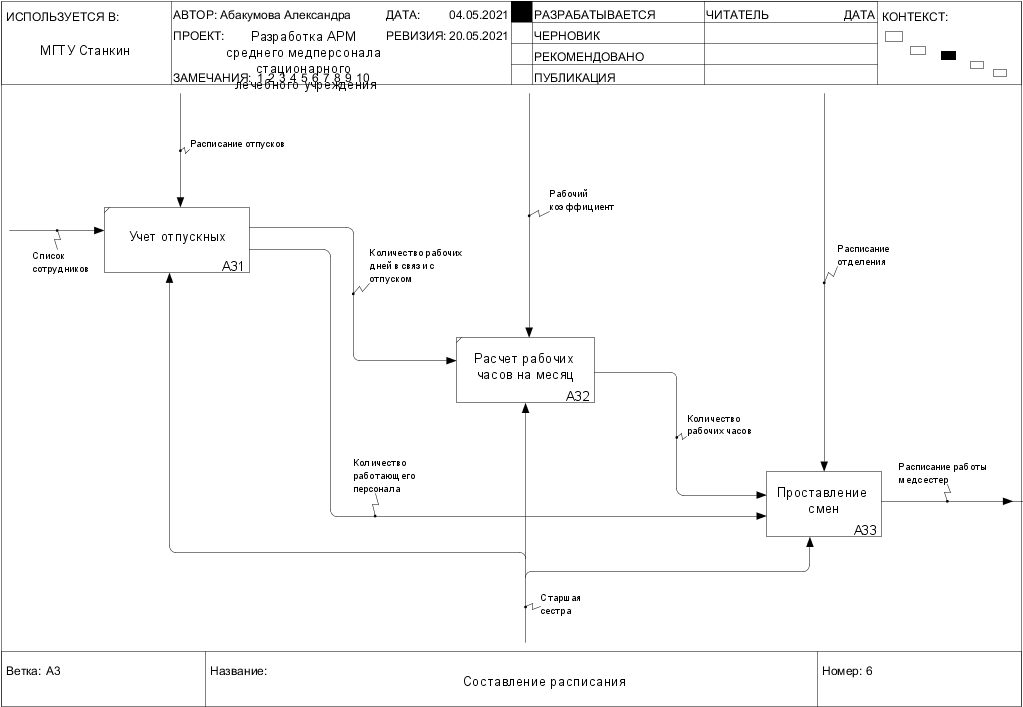 ИСПОЛЬЗУЕТСЯ В:
МГТУ Станкин
АВТОР: Абакумова Александра
ДАТА: 04.05.2021
ПРОЕКТ: Разработка АРМ
среднего медперсонала
стационарного
лечебного учреждения
РЕВИЗИЯ: 20.05.2021
ЗАМЕЧАНИЯ: 1 2 3 4 5 6 7 8 9 10
РАЗРАБАТЫВАЕТСЯ
ЧЕРНОВИК
РЕКОМЕНДОВАНО
ПУБЛИКАЦИЯ
ЧИТАТЕЛЬ ДАТА
КОНТЕКСТ:
Расписание отпусков
Рабочий
коэффициент
Список
сотрудников
Учет отпускных
A31
Количество рабочих
дней в связи с
отпуском
Расписание
отделения
Расчет рабочих
часов на месяц
A32
Количество
рабочих часов
Количество
работающего
персонала
Проставление
смен
A33
Расписание работы
медсестер
Старшая
сестра
Ветка: A3
Название:
Составление расписания
Номер: 6